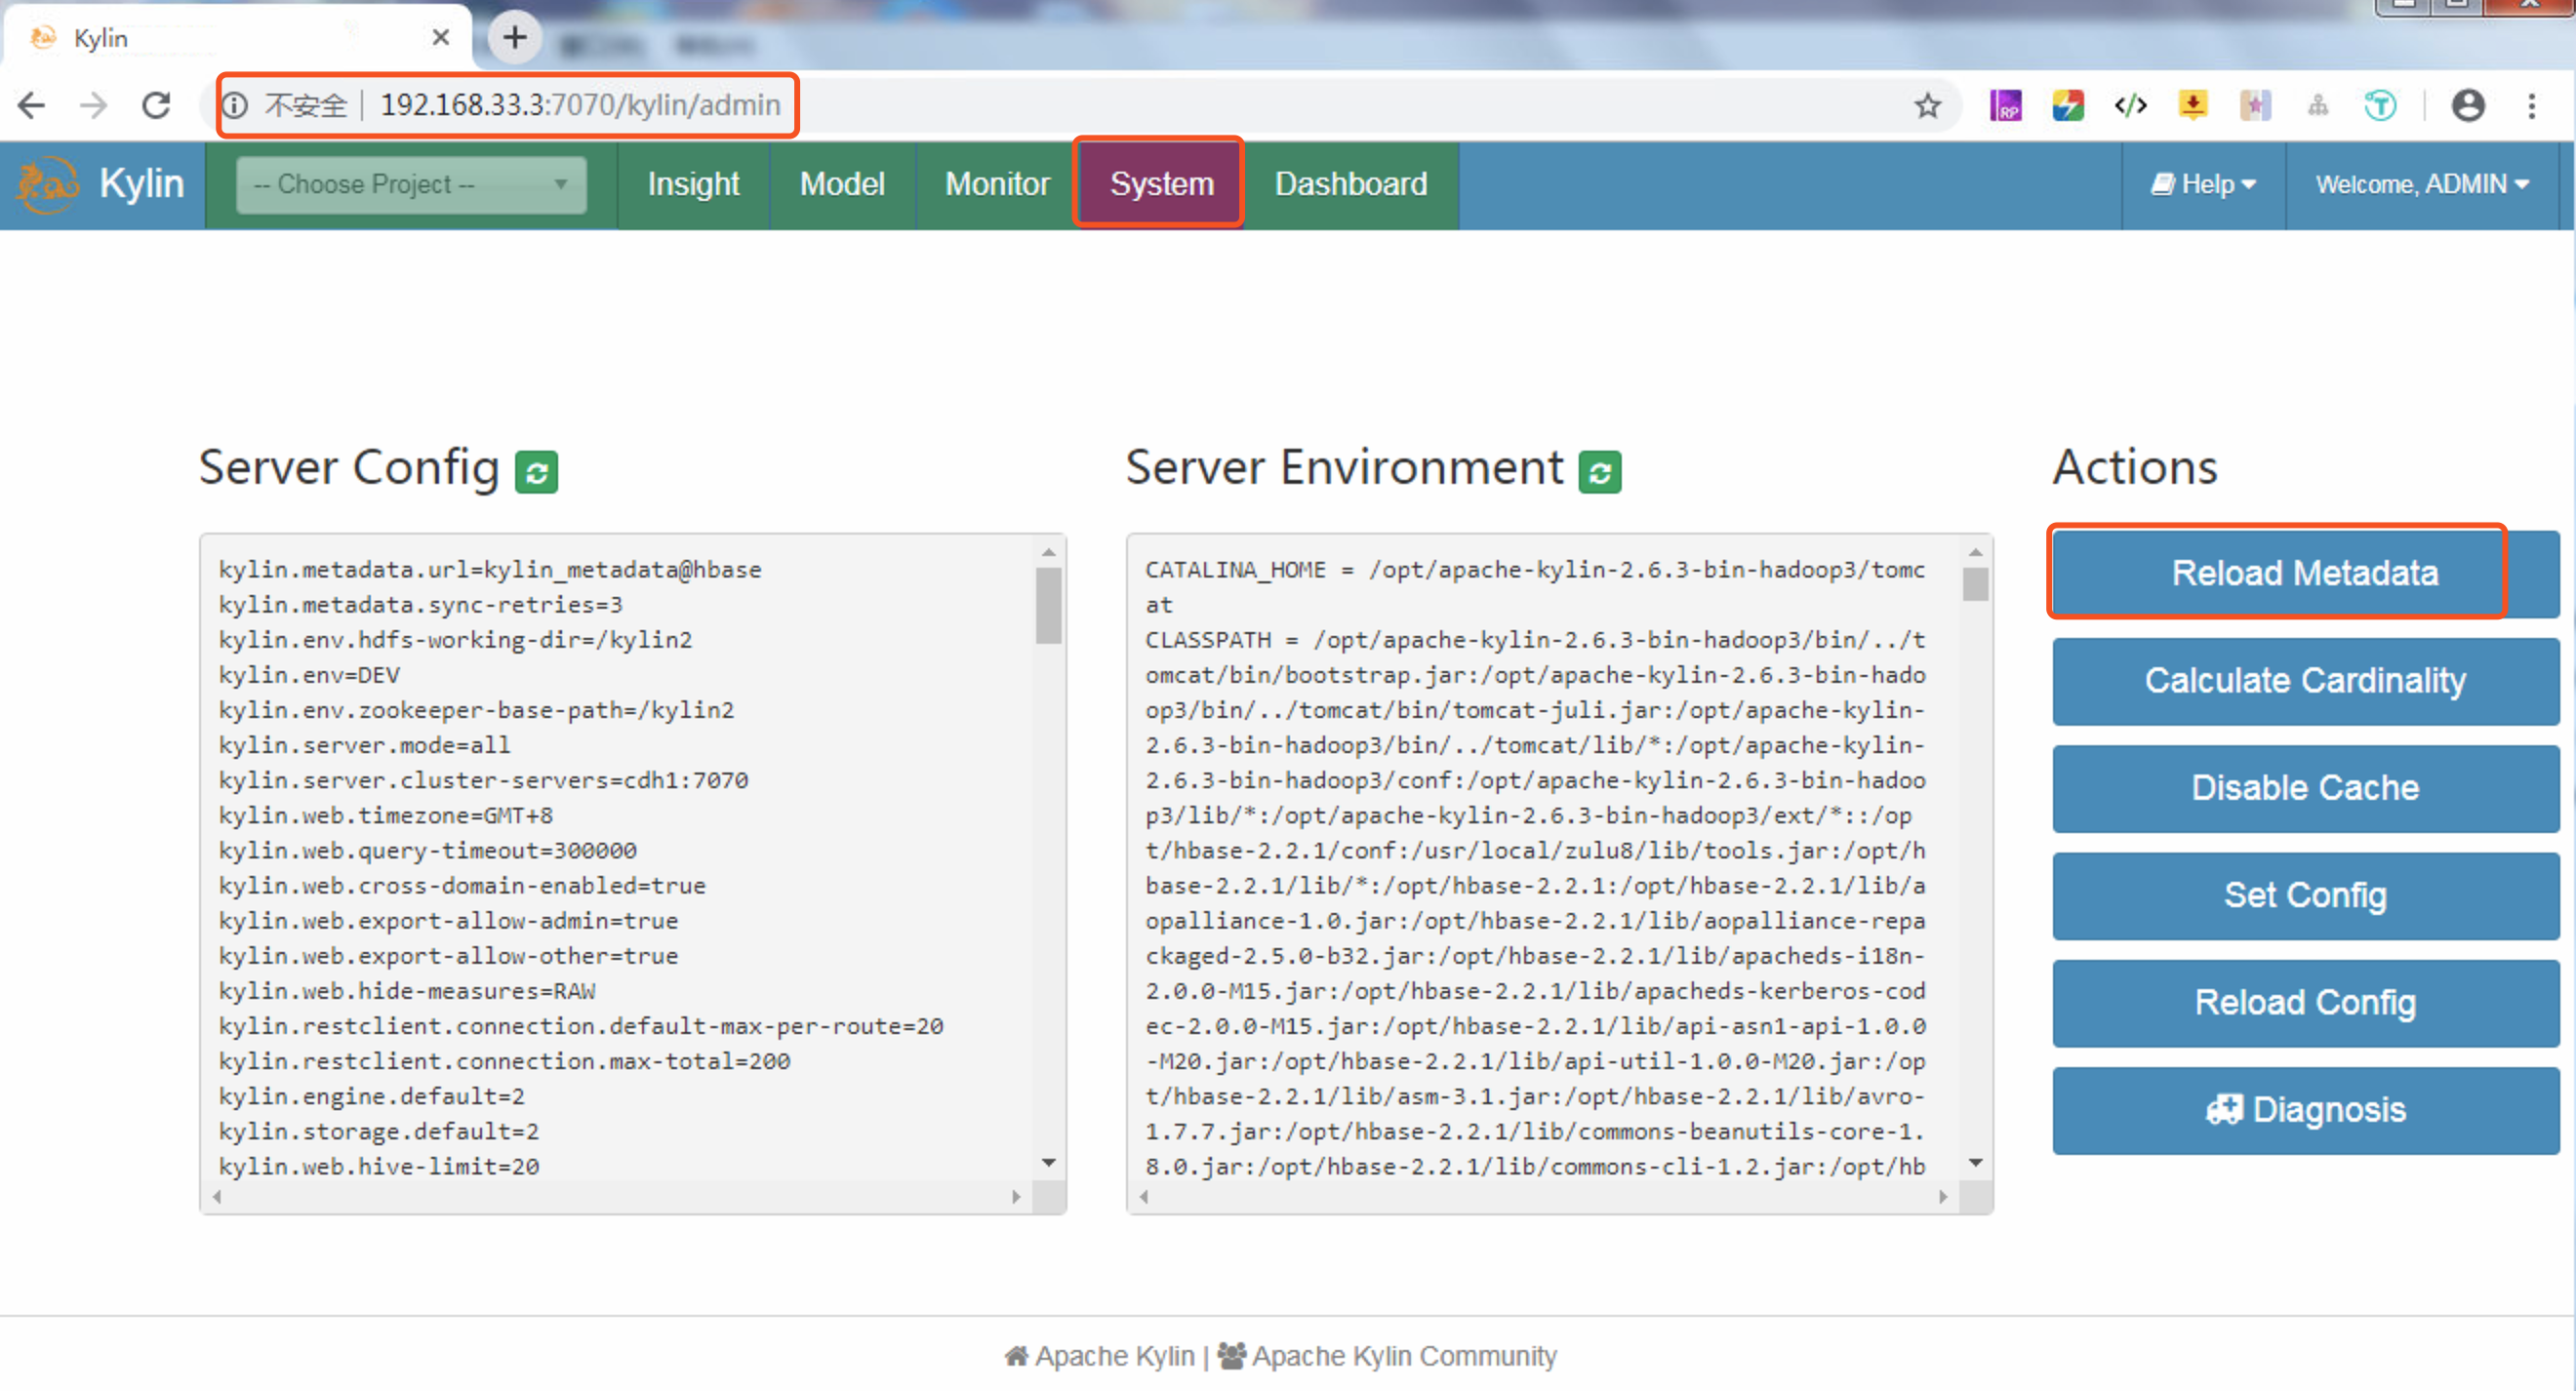 Kylin
不安全 192.168.33.3:7070/kylin/admin
RP
Kylin
-- Choose Project --
Insight
Model
Monitor
System
Dashboard
Help
Welcome, ADMIN
Server Config
kylin.metadata.url=kylin_metadata@hbase
kylin.metadata.sync-retries=3
kylin.env.hdfs-working-dir=/kylin2
kylin.env=DEV
kylin.env.zookeeper-base-path=/kylin2
kylin.server.mode=all
kylin.server.cluster-servers=cdh1:7070
kylin.web.timezone=GMT+8
kylin.web.query-timeout=300000
kylin.web.cross-domain-enabled=true
kylin.web.export-allow-admin=true
kylin.web.export-allow-other=true
kylin.web.hide-measures=RAW
kylin.restclient.connection.default-max-per-route=20
kylin.restclient.connection.max-total=200
kylin.engine.default=2
kylin.storage.default=2
kylin.web.hive-limit=20
Server Environment
CATALINA_HOME = /opt/apache-kylin-2.6.3-bin-hadoop3/tomc
at
CLASSPATH = /opt/apache-kylin-2.6.3-bin-hadoop3/bin/../t
omcat/bin/bootstrap.jar:/opt/apache-kylin-2.6.3-bin-hado
op3/bin/../tomcat/bin/tomcat-juli.jar:/opt/apache-kylin-
2.6.3-bin-hadoop3/bin/../tomcat/lib/*:/opt/apache-kylin-
2.6.3-bin-hadoop3/conf:/opt/apache-kylin-2.6.3-bin-hadoo
p3/lib/*:/opt/apache-kylin-2.6.3-bin-hadoop3/ext/*::/op
t/hbase-2.2.1/conf:/usr/local/zulu8/lib/tools.jar:/opt/h
base-2.2.1/lib/*:/opt/hbase-2.2.1:/opt/hbase-2.2.1/lib/a
opalliance-1.0.jar:/opt/hbase-2.2.1/lib/aopalliance-repa
ckaged-2.5.0-b32.jar:/opt/hbase-2.2.1/lib/apacheds-i18n-
2.0.0-M15.jar:/opt/hbase-2.2.1/lib/apacheds-kerberos-cod
ec-2.0.0-M15.jar:/opt/hbase-2.2.1/lib/api-asn1-api-1.0.0
-M20.jar:/opt/hbase-2.2.1/lib/api-util-1.0.0-M20.jar:/op
t/hbase-2.2.1/lib/asm-3.1.jar:/opt/hbase-2.2.1/lib/avro-
1.7.7.jar:/opt/hbase-2.2.1/lib/commons-beanutils-core-1.
8.0.jar:/opt/hbase-2.2.1/lib/commons-cli-1.2.jar:/opt/hb
Actions
Reload Metadata
Calculate Cardinality
Disable Cache
Set Config
Reload Config
Diagnosis
Apache Kylin | Apache Kylin Community